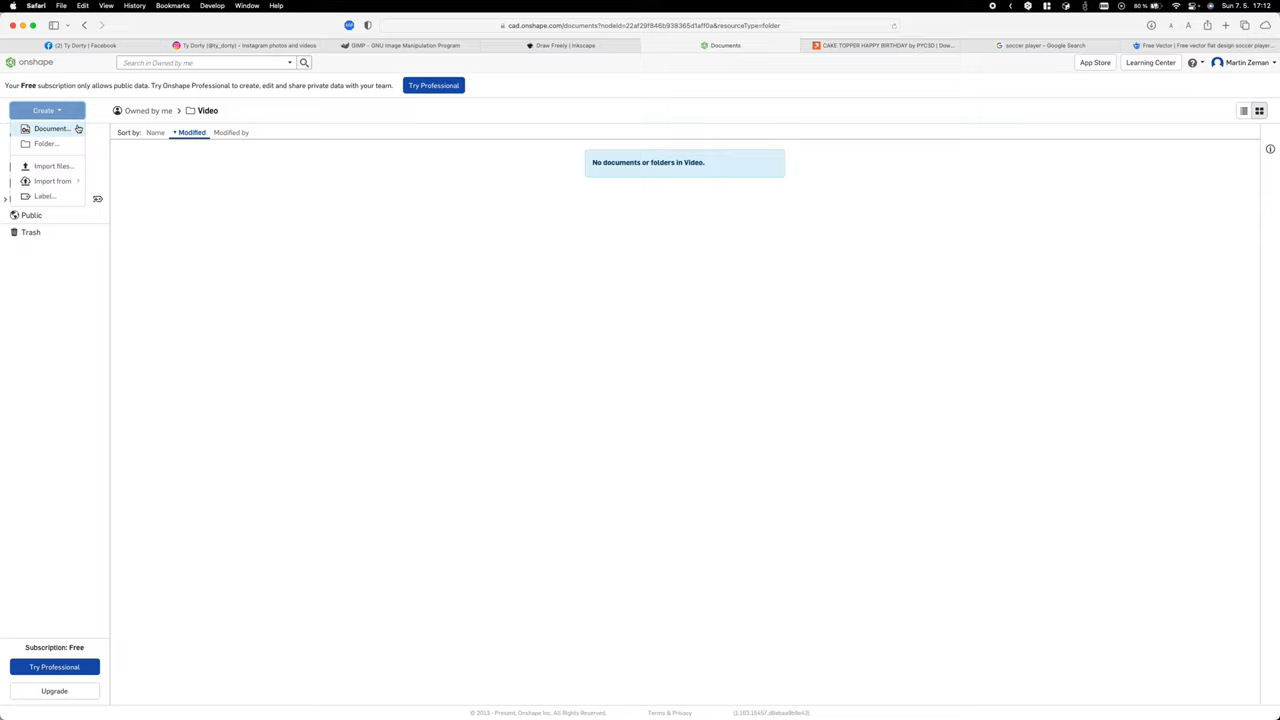 Safari File Edit View History Bookmarks Develop Window Help 80 % Sun 7. 5. 17:12
cad.onshape.com/documents?nodeId=22af29f846b938365d1aff0a&resourceType=folder
(2) Ty Dorty | Facebook
Ty Dorty (@ty_dorty) • Instagram photos and videos
GIMP - GNU Image Manipulation Program
Draw Freely | Inkscape
Documents
CAKE TOPPER HAPPY BIRTHDAY by PYC3D | Dow...
soccer player - Google Search
Free Vector | Free vector flat design soccer player...
onshape
Search in Owned by me
App Store
Learning Center
Martin Zeman
Your Free subscription only allows public data. Try Onshape Professional to create, edit and share private data with your team.
Try Professional
Create
Owned by me > Video
Document...
Sort by: Name Modified Modified by
Folder...
No documents or folders in Video.
Import files...
Import from
Label...
Public
Trash
Subscription: Free
Try Professional
Upgrade
© 2013 - Present, Onshape Inc. All Rights Reserved.
Terms & Privacy